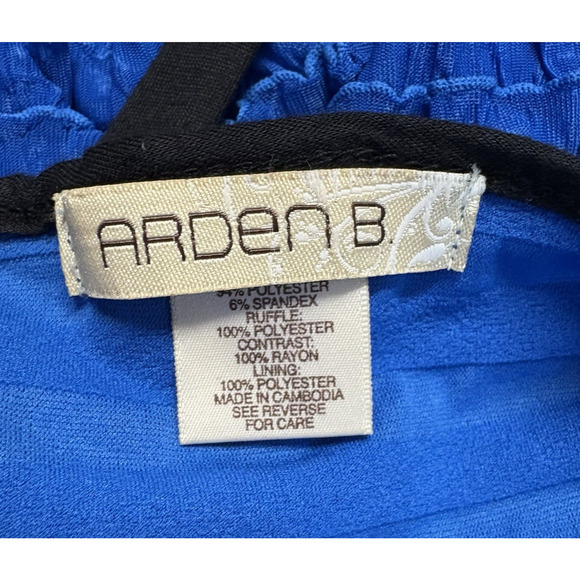 ARDEN B.
94% POLYESTER
6% SPANDEX
RUFFLE:
100% POLYESTER
CONTRAST:
100% RAYON
LINING:
100% POLYESTER
MADE IN CAMBODIA
SEE REVERSE
FOR CARE